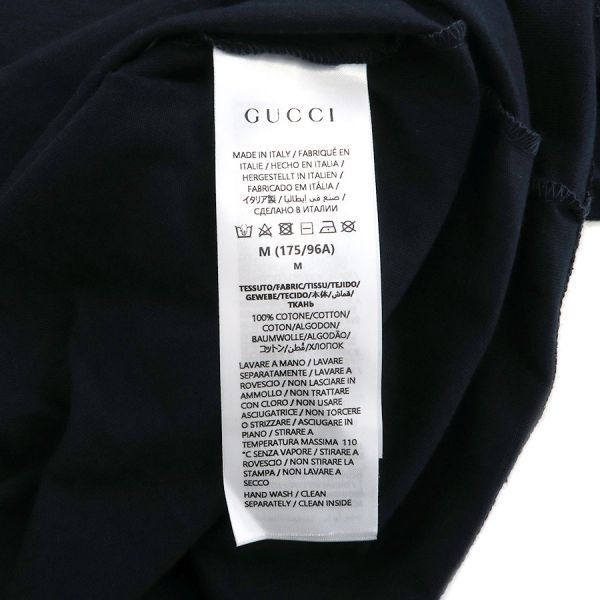 GUCCI
MADE IN ITALY / FABRIQUÉ EN
ITALIE / HECHO EN ITALIA /
HERGESTELLT IN ITALIEN /
FABRICADO EM ITÁLIA /
イタリア製 / صنع في إيطاليا /
СДЕЛАНО В ИТАЛИИ
M (175/96A)
M
TESSUTO/FABRIC/TISSU/TEJIDO/
GEWEBE/TECIDO/本体/قماش/
ТКАНЬ
100% COTONE/COTTON/
COTON/ALGODON/
BAUMWOLLE/ALGODÃO/
コットン/قطن/ХЛОПОК
LAVARE A MANO / LAVARE
SEPARATAMENTE / LAVARE A
ROVESCIO / NON LASCIARE IN
AMMOLLO / NON TRATTARE
CON CLORO / NON USARE
ASCIUGATRICE / NON TORCERE
O STRIZZARE / ASCIUGARE IN
PIANO / STIRARE A
TEMPERATURA MASSIMA 110
°C SENZA VAPORE / STIRARE A
ROVESCIO / NON STIRARE LA
STAMPA / NON LAVARE A
SECCO
HAND WASH / CLEAN
SEPARATELY / CLEAN INSIDE